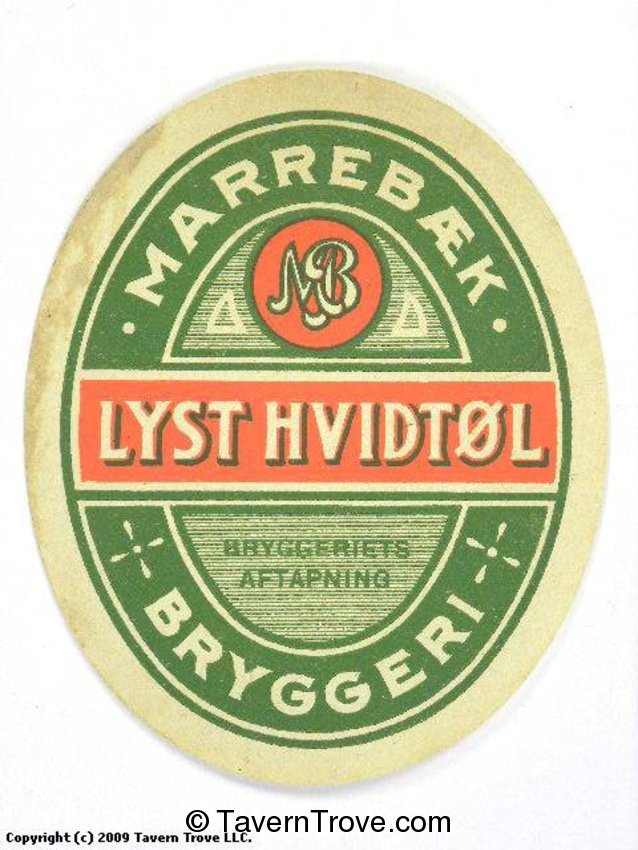 MARREBÆK
MB
LYST HVIDTØL
BRYGGERIETS
AFTAPNING
BRYGGERI
© TavernTrove.com
Copyright (c) 2009 Tavern Trove LLC.